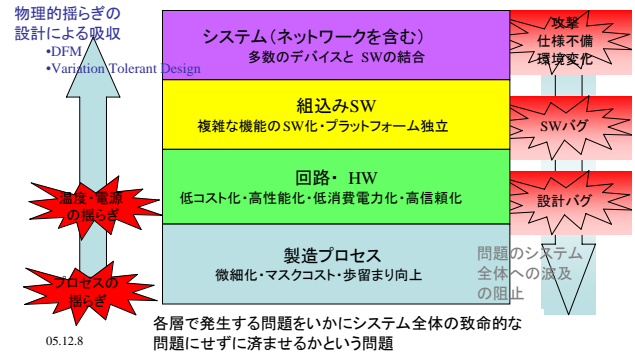 物理的揺らぎの
設計による吸収
•DFM
•Variation Tolerant Design
システム(ネットワークを含む)
多数のデバイスと SWの結合
攻撃
仕様不備
環境変化
組込みSW
複雑な機能のSW化・プラットフォーム独立
SWバグ
回路・ HW
低コスト化・高性能化・低消費電力化・高信頼化
温度・電源
の揺らぎ
設計バグ
製造プロセス
微細化・マスクコスト・歩留まり向上
プロセスの
揺らぎ
問題のシステム
全体への波及
の阻止
05.12.8
各層で発生する問題をいかにシステム全体の致命的な
問題にせずに済ませるかという問題